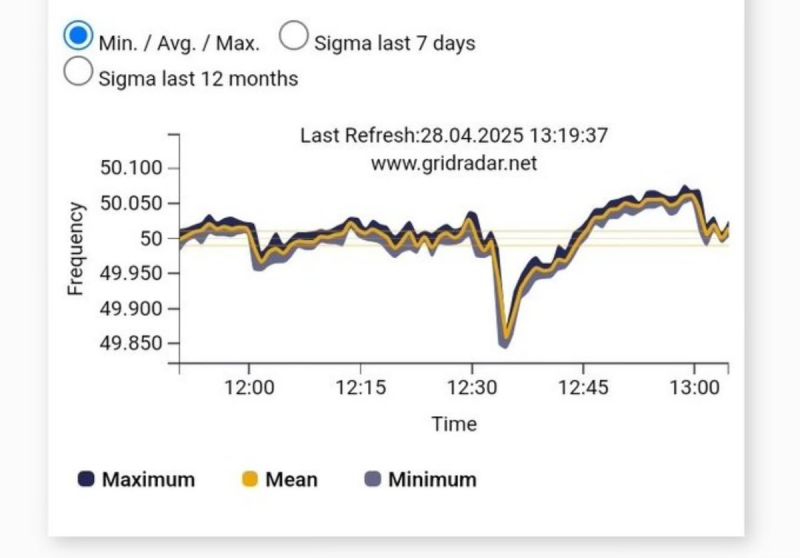 Min. / Avg. / Max.
Sigma last 7 days
Sigma last 12 months
Last Refresh:28.04.2025 13:19:37
www.gridradar.net
Frequency
50.100
50.050
50
49.950
49.900
49.850
12:00
12:15
12:30
12:45
13:00
Time
Maximum
Mean
Minimum